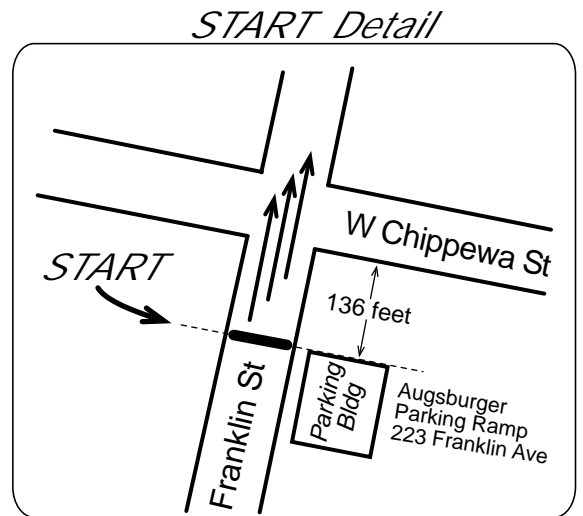 START Detail
W Chippewa St
START
136 feet
Franklin St
Parking
Bldg
Augsburger
Parking Ramp
223 Franklin Ave